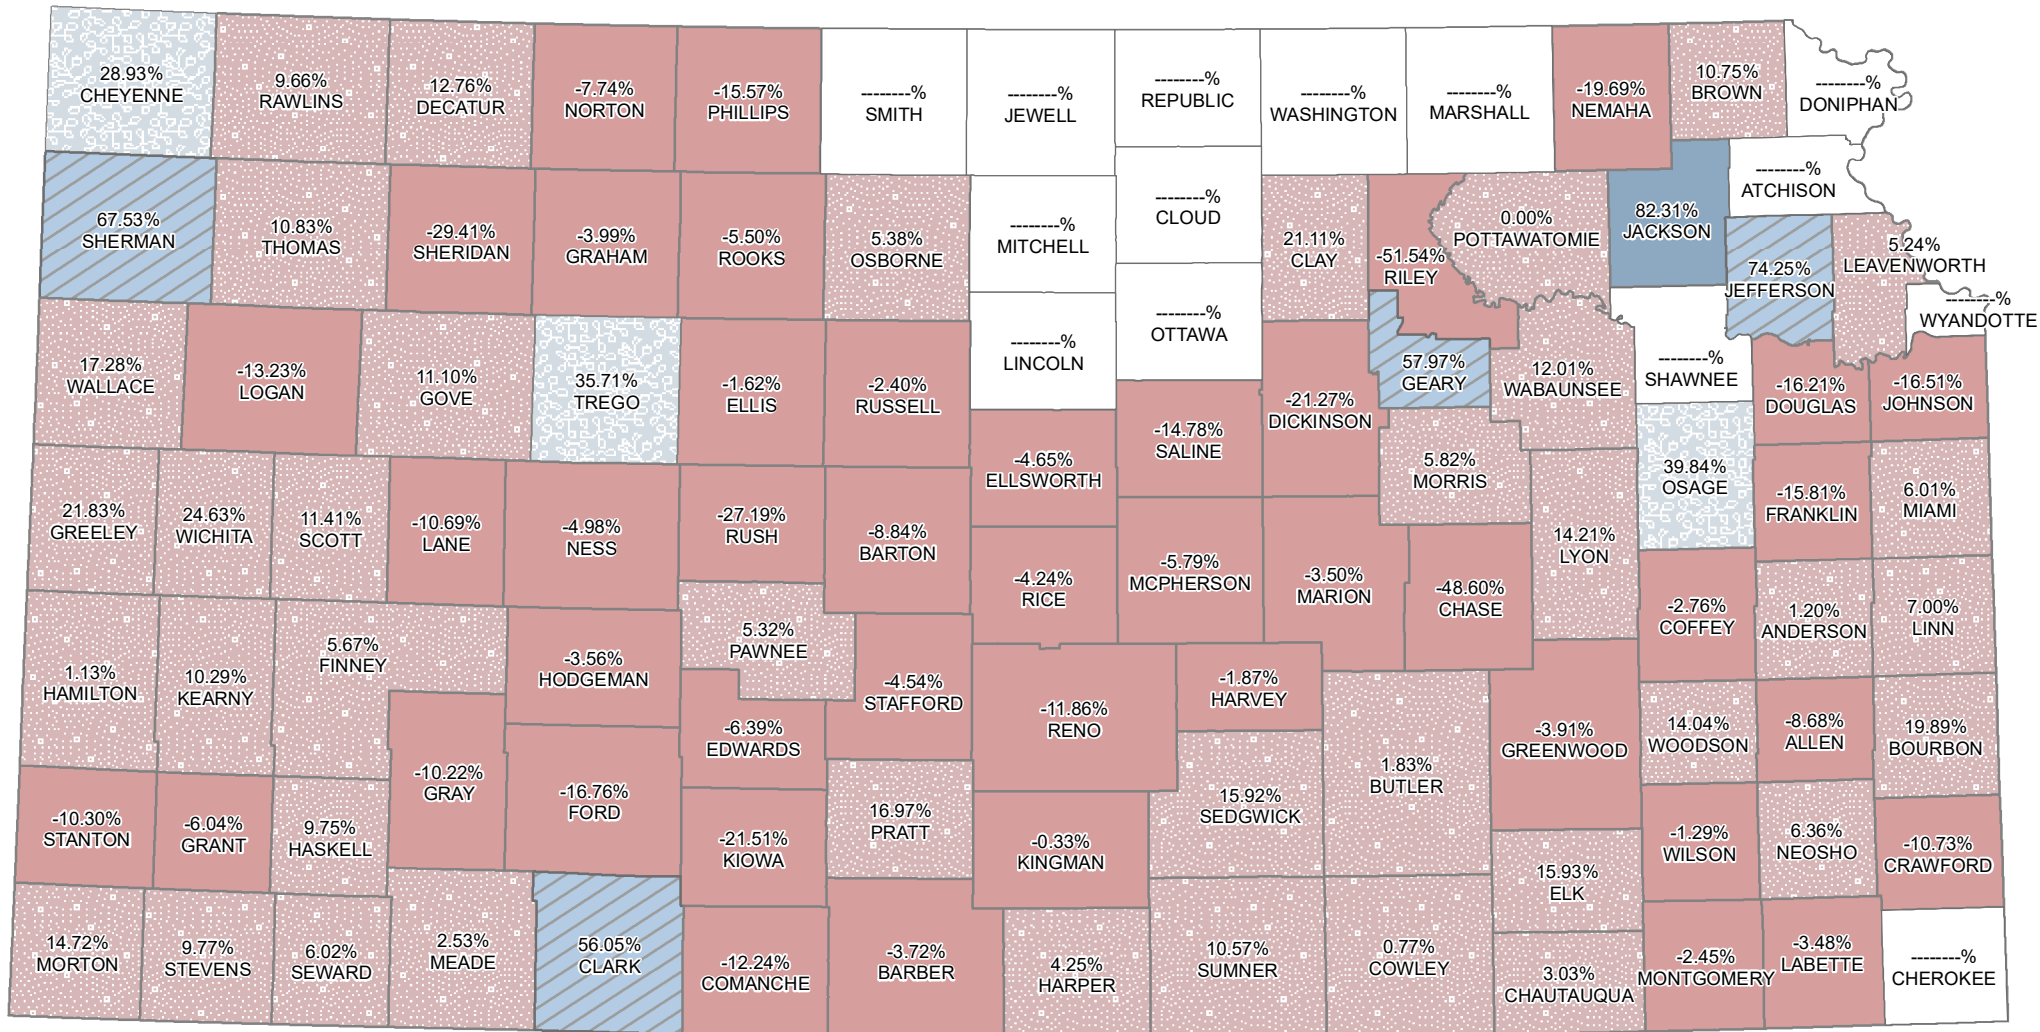 28.93%
CHEYENNE
9.66%
RAWLINS
12.76%
DECATUR
-7.74%
NORTON
-15.57%
PHILLIPS
--------%
SMITH
--------%
JEWELL
--------%
REPUBLIC
--------%
WASHINGTON
--------%
MARSHALL
-19.69%
NEMAHA
10.75%
BROWN
--------%
DONIPHAN
67.53%
SHERMAN
10.83%
THOMAS
-29.41%
SHERIDAN
-3.99%
GRAHAM
-5.50%
ROOKS
5.38%
OSBORNE
--------%
MITCHELL
--------%
CLOUD
21.11%
CLAY
-51.54%
RILEY
0.00%
POTTAWATOMIE
82.31%
JACKSON
--------%
ATCHISON
74.25%
JEFFERSON
5.24%
LEAVENWORTH
--------%
WYANDOTTE
17.28%
WALLACE
-13.23%
LOGAN
11.10%
GOVE
35.71%
TREGO
-1.62%
ELLIS
-2.40%
RUSSELL
--------%
LINCOLN
--------%
OTTAWA
-21.27%
DICKINSON
57.97%
GEARY
12.01%
WABAUNSEE
--------%
SHAWNEE
-16.21%
DOUGLAS
-16.51%
JOHNSON
21.83%
GREELEY
24.63%
WICHITA
11.41%
SCOTT
-10.69%
LANE
-4.98%
NESS
-27.19%
RUSH
-8.84%
BARTON
-4.65%
ELLSWORTH
-14.78%
SALINE
5.82%
MORRIS
14.21%
LYON
39.84%
OSAGE
-15.81%
FRANKLIN
6.01%
MIAMI
-4.24%
RICE
-5.79%
MCPHERSON
-3.50%
MARION
-48.60%
CHASE
-2.76%
COFFEY
1.20%
ANDERSON
7.00%
LINN
1.13%
HAMILTON
10.29%
KEARNY
5.67%
FINNEY
-3.56%
HODGEMAN
5.32%
PAWNEE
-4.54%
STAFFORD
-6.39%
EDWARDS
-11.86%
RENO
-1.87%
HARVEY
1.83%
BUTLER
-3.91%
GREENWOOD
14.04%
WOODSON
-8.68%
ALLEN
19.89%
BOURBON
-10.30%
STANTON
-6.04%
GRANT
9.75%
HASKELL
-10.22%
GRAY
-16.76%
FORD
-21.51%
KIOWA
16.97%
PRATT
-0.33%
KINGMAN
15.92%
SEDGWICK
15.93%
ELK
-1.29%
WILSON
6.36%
NEOSHO
-10.73%
CRAWFORD
14.72%
MORTON
9.77%
STEVENS
6.02%
SEWARD
2.53%
MEADE
56.05%
CLARK
-12.24%
COMANCHE
-3.72%
BARBER
4.25%
HARPER
10.57%
SUMNER
0.77%
COWLEY
3.03%
CHAUTAUQUA
-2.45%
MONTGOMERY
-3.48%
LABETTE
--------%
CHEROKEE